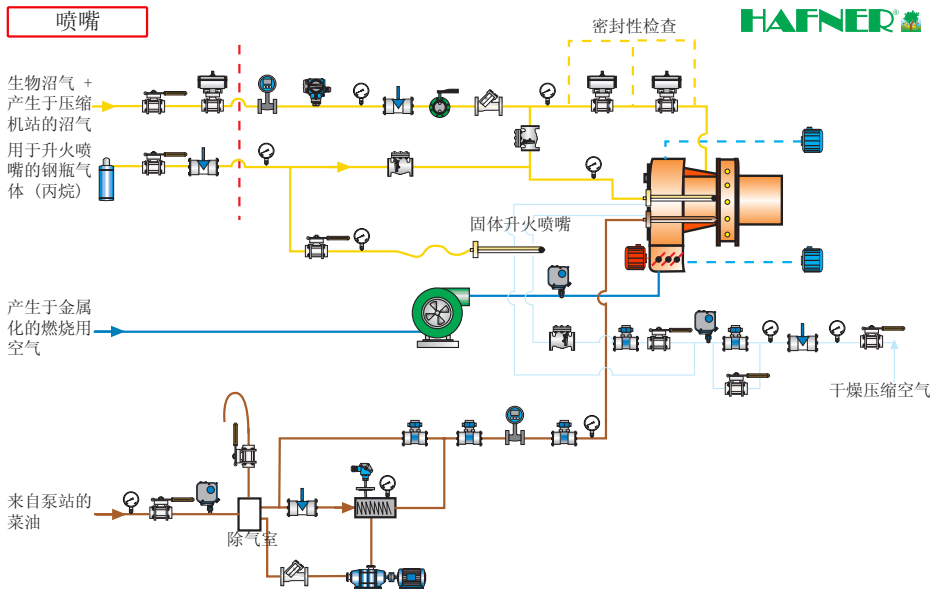 喷嘴
HAFNER®
密封性检查
生物沼气 +
产生于压缩
机站的沼气
用于升火喷
嘴的钢瓶气
体（丙烷）
固体升火喷嘴
产生于金属
化的燃烧用
空气
干燥压缩空气
来自泵站的
菜油
除气室